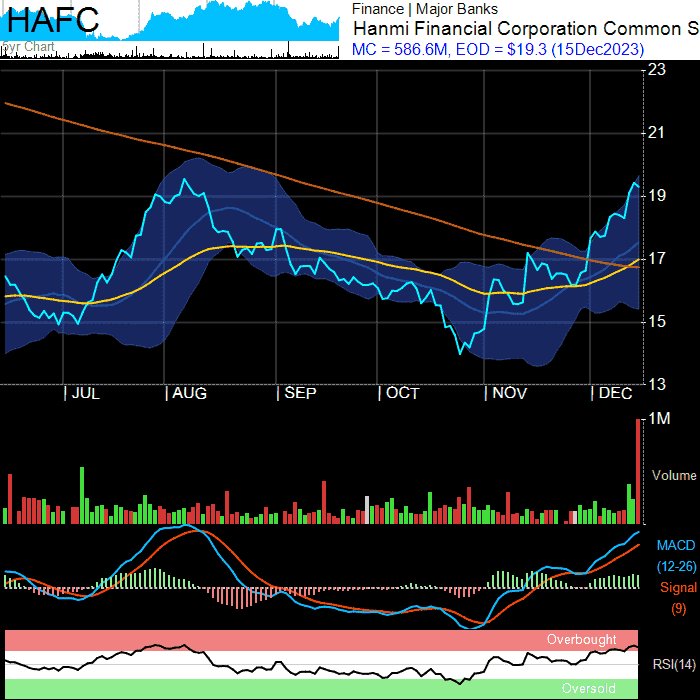 HAFC
5yr Chart
Finance | Major Banks
Hanmi Financial Corporation Common S
MC = 586.6M, EOD = $19.3 (15Dec2023)
23
21
19
17
15
13
| JUL | AUG | SEP | OCT | NOV | DEC
1M
Volume
MACD
(12-26)
Signal
(9)
Overbought
RSI(14)
Oversold